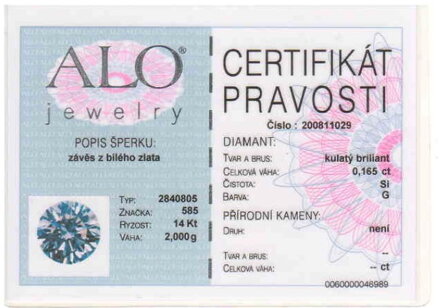 ALO®
jewelry
POPIS ŠPERKU:
závěs z bílého zlata
TYP: 2840805
ZNAČKA: 585
RYZOST: 14 Kt
VÁHA: 2,000g
CERTIFIKÁT
PRAVOSTI
Číslo : 200811029
DIAMANT:
TVAR A BRUS: kulatý briliant
CELKOVÁ VÁHA: 0,165 ct
ČISTOTA: SI
BARVA: G
PŘÍRODNÍ KAMENY:
DRUH: není
TVAR A BRUS: --
CELKOVÁ VÁHA: -- ct
0060000046989